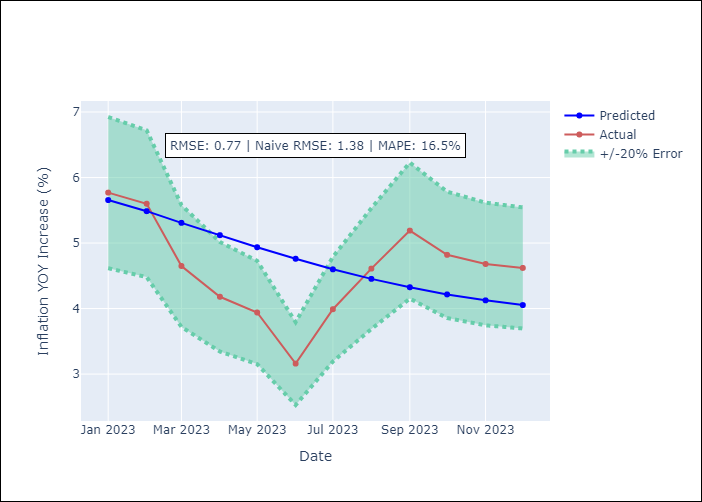 RMSE: 0.77 | Naive RMSE: 1.38 | MAPE: 16.5%
Predicted
Actual
+/-20% Error
Inflation YOY Increase (%)
7
6
5
4
3
Jan 2023 Mar 2023 May 2023 Jul 2023 Sep 2023 Nov 2023
Date